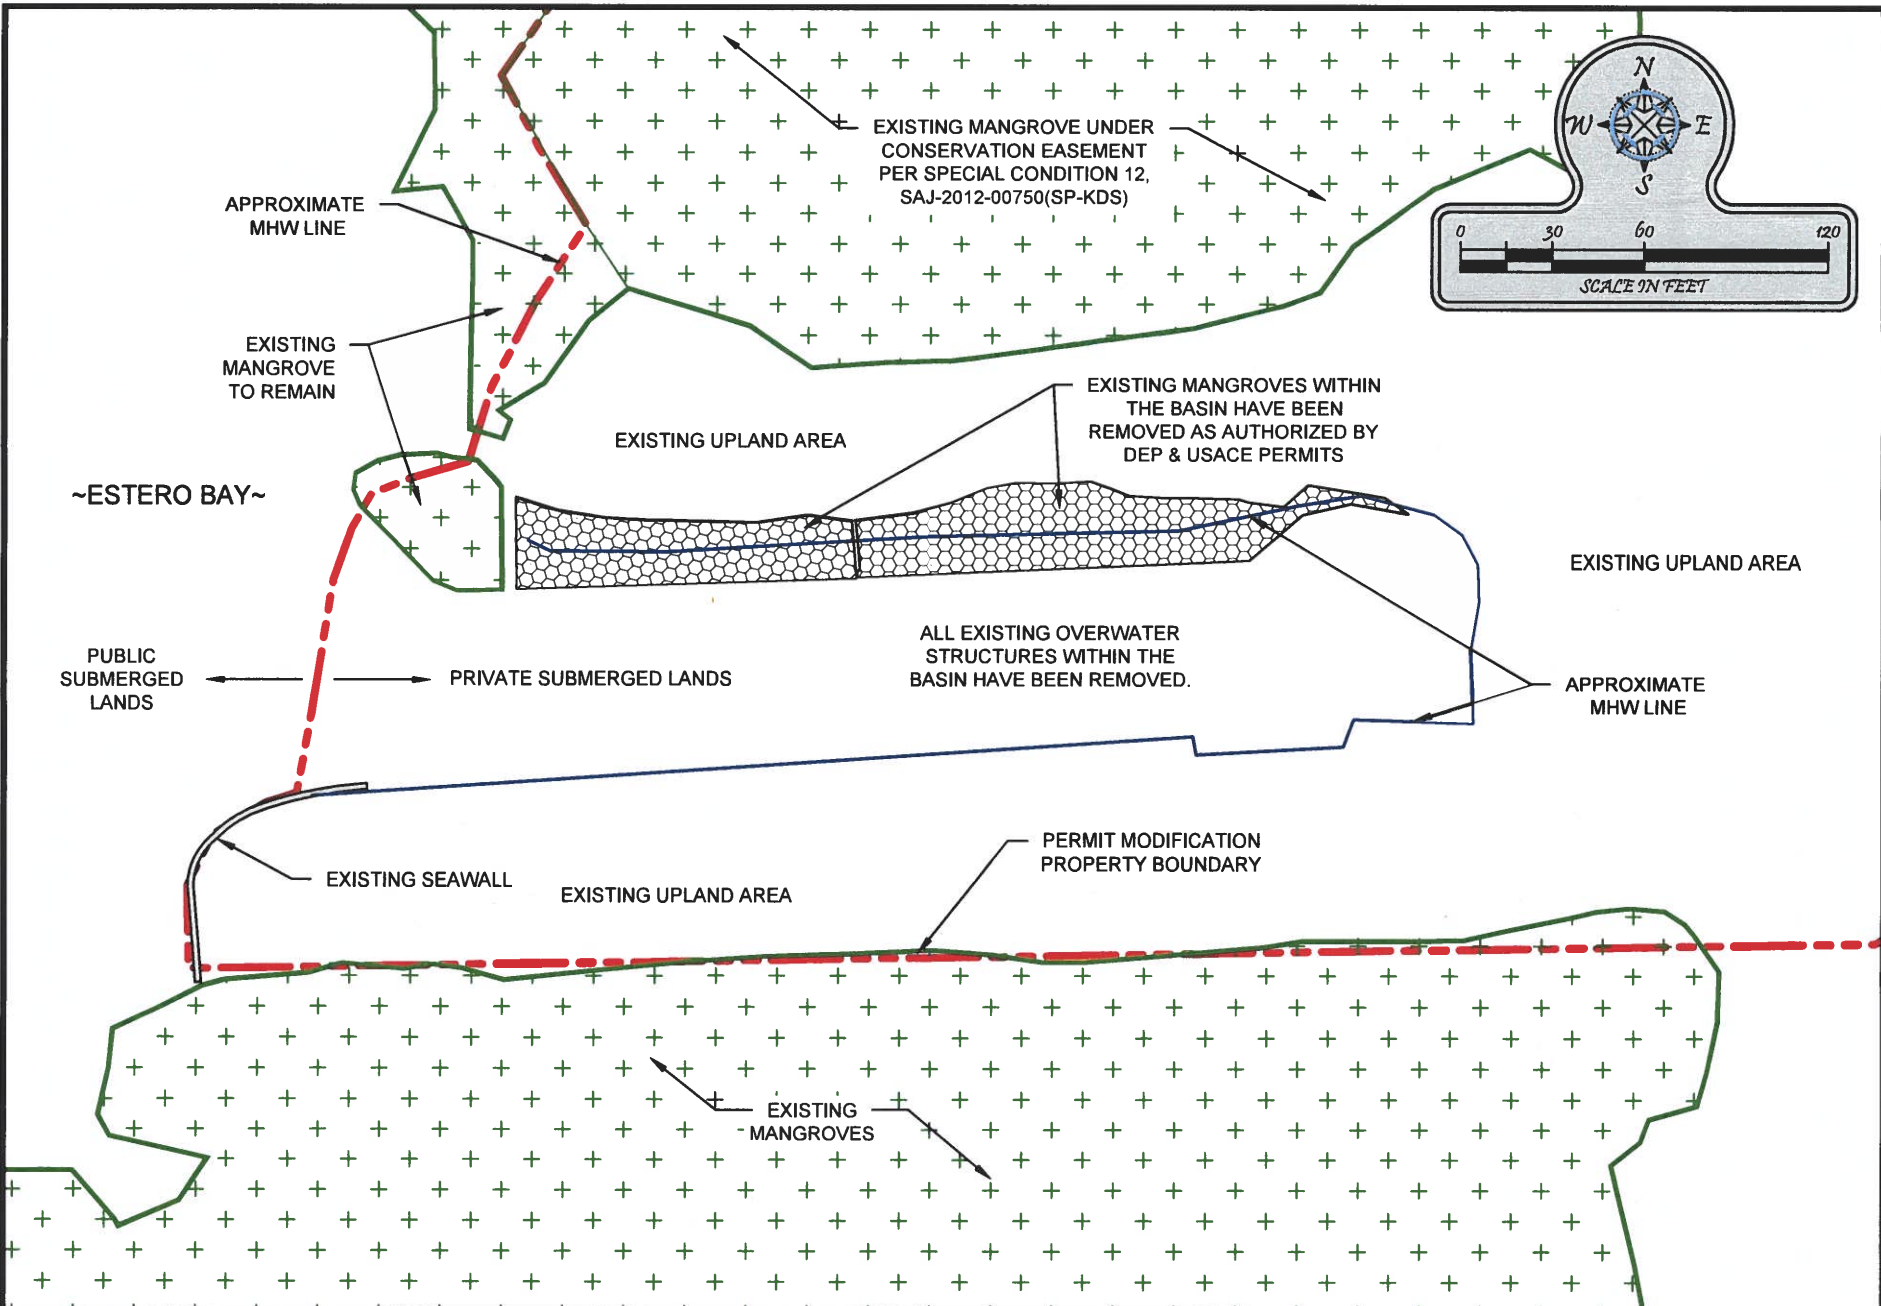 N
W
E
S
0 30 60 120
SCALE IN FEET
EXISTING MANGROVE UNDER
CONSERVATION EASEMENT
PER SPECIAL CONDITION 12,
SAJ-2012-00750(SP-KDS)
APPROXIMATE
MHW LINE
EXISTING
MANGROVE
TO REMAIN
EXISTING MANGROVES WITHIN
THE BASIN HAVE BEEN
REMOVED AS AUTHORIZED BY
DEP & USACE PERMITS
EXISTING UPLAND AREA
~ESTERO BAY~
EXISTING UPLAND AREA
ALL EXISTING OVERWATER
STRUCTURES WITHIN THE
BASIN HAVE BEEN REMOVED.
PUBLIC
SUBMERGED
LANDS
PRIVATE SUBMERGED LANDS
APPROXIMATE
MHW LINE
PERMIT MODIFICATION
PROPERTY BOUNDARY
EXISTING SEAWALL
EXISTING UPLAND AREA
EXISTING
MANGROVES